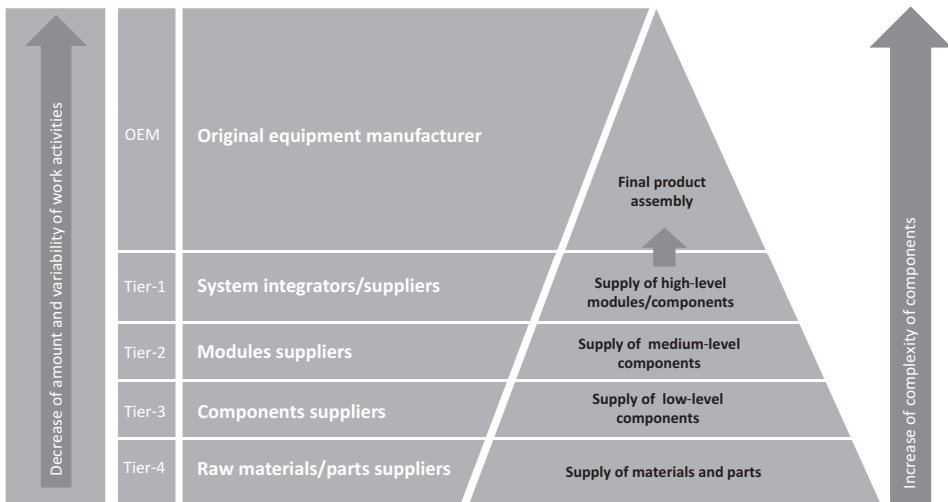 Decrease of amount and variability of work activities
OEM
Original equipment manufacturer
Final product
assembly
Tier-1
System integrators/suppliers
Supply of high-level
modules/components
Tier-2
Modules suppliers
Supply of medium-level
components
Tier-3
Components suppliers
Supply of low-level
components
Tier-4
Raw materials/parts suppliers
Supply of materials and parts
Increase of complexity of components